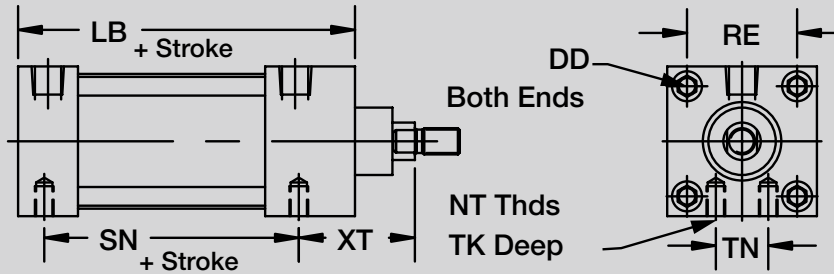 LB
+ Stroke
RE
DD
Both Ends
NT Thds
TK Deep
SN
+ Stroke
XT
TN